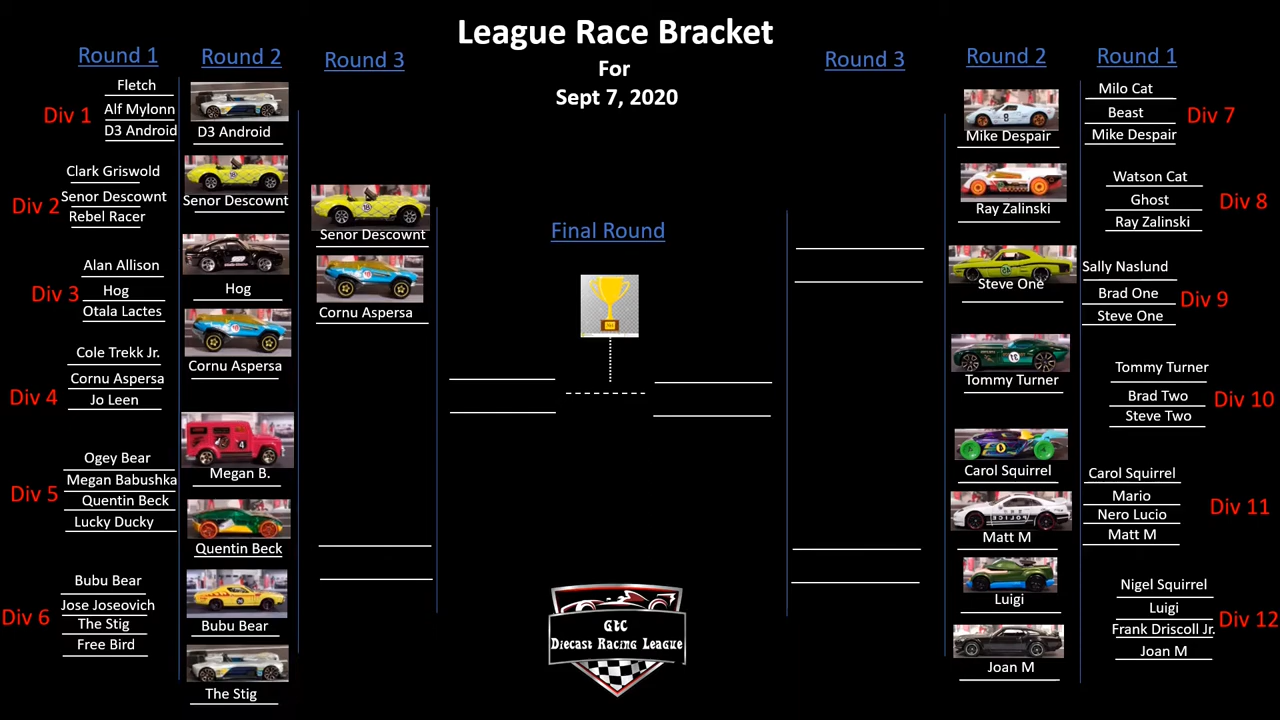 League Race Bracket
For
Sept 7, 2020
Round 1
Round 2
Round 3
Round 3
Round 2
Round 1
Div 1
Fletch
Alf Mylonn
D3 Android
Div 2
Clark Griswold
Senor Descownt
Rebel Racer
Div 3
Alan Allison
Hog
Otala Lactes
Div 4
Cole Trekk Jr.
Cornu Aspersa
Jo Leen
Div 5
Ogey Bear
Megan Babushka
Quentin Beck
Lucky Ducky
Div 6
Bubu Bear
Jose Joseovich
The Stig
Free Bird
D3 Android
Senor Descownt
Hog
Cornu Aspersa
Megan B.
Quentin Beck
Bubu Bear
The Stig
Senor Descownt
Cornu Aspersa
Final Round
GtC
Diecast Racing League
Mike Despair
Ray Zalinski
Steve One
Tommy Turner
Carol Squirrel
Matt M
Luigi
Joan M
Milo Cat
Beast
Mike Despair
Div 7
Watson Cat
Ghost
Ray Zalinski
Div 8
Sally Naslund
Brad One
Steve One
Div 9
Tommy Turner
Brad Two
Steve Two
Div 10
Carol Squirrel
Mario
Nero Lucio
Matt M
Div 11
Nigel Squirrel
Luigi
Frank Driscoll Jr.
Joan M
Div 12